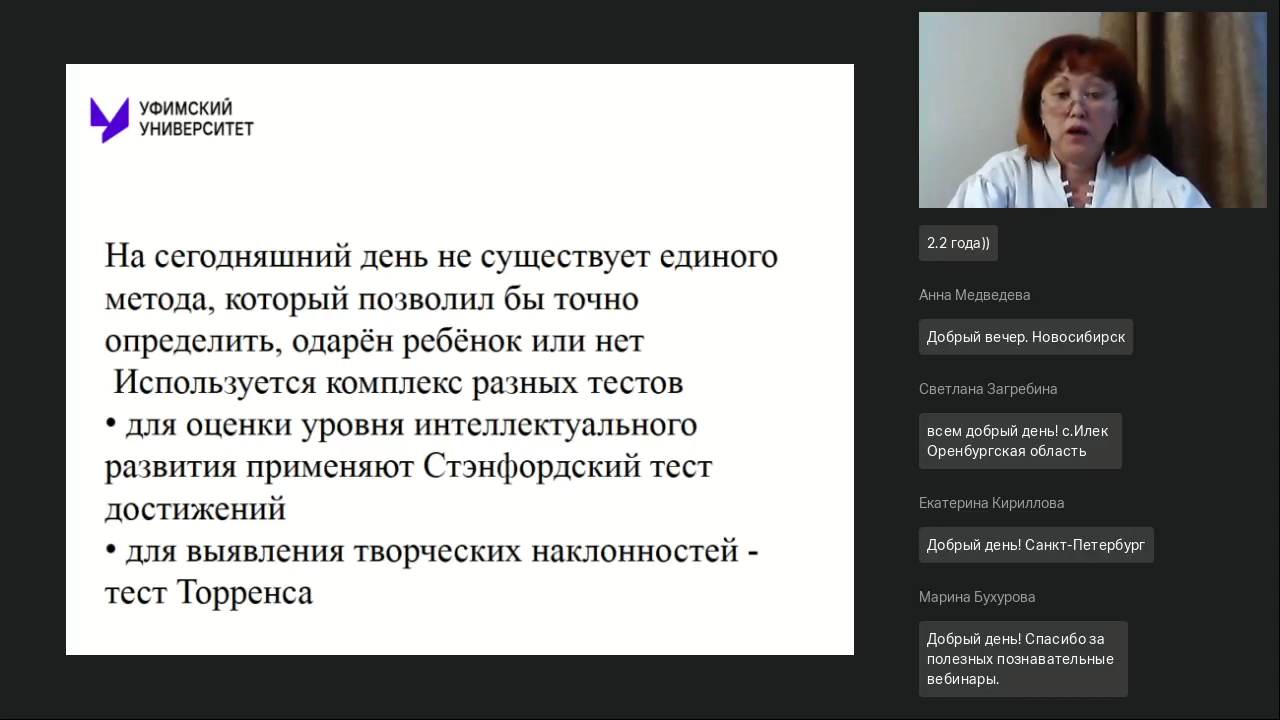 УФИМСКИЙ
УНИВЕРСИТЕТ
На сегодняшний день не существует единого
метода, который позволил бы точно
определить, одарён ребёнок или нет
Используется комплекс разных тестов
• для оценки уровня интеллектуального
развития применяют Стэнфордский тест
достижений
• для выявления творческих наклонностей -
тест Торренса
2.2 года))
Анна Медведева
Добрый вечер. Новосибирск
Светлана Загребина
всем добрый день! с.Илек
Оренбургская область
Екатерина Кириллова
Добрый день! Санкт-Петербург
Марина Бухурова
Добрый день! Спасибо за
полезных познавательные
вебинары.